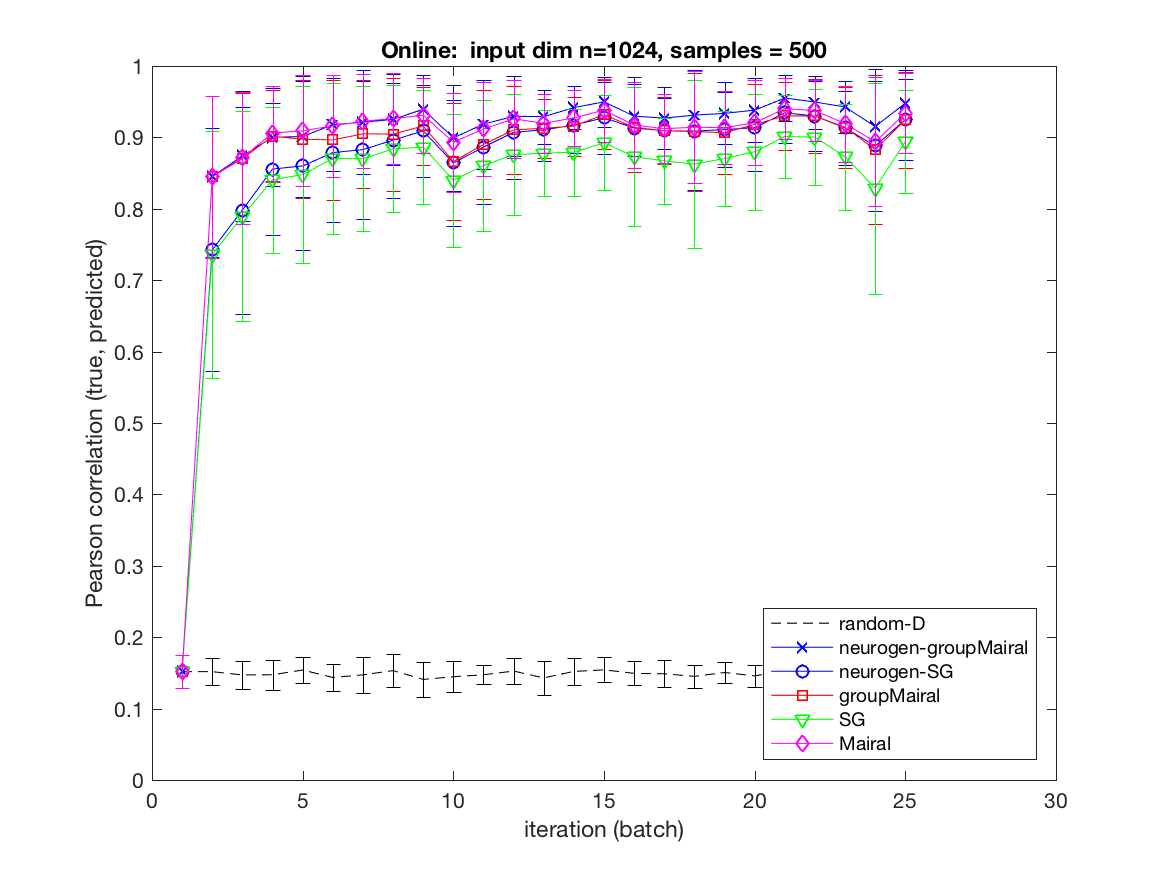 Online:  input dim n=1024, samples = 500
Pearson correlation (true, predicted)
1
0.9
0.8
0.7
0.6
0.5
0.4
0.3
0.2
0.1
0
random-D
neurogen-groupMairal
neurogen-SG
groupMairal
SG
Mairal
0 5 10 15 20 25 30
iteration (batch)